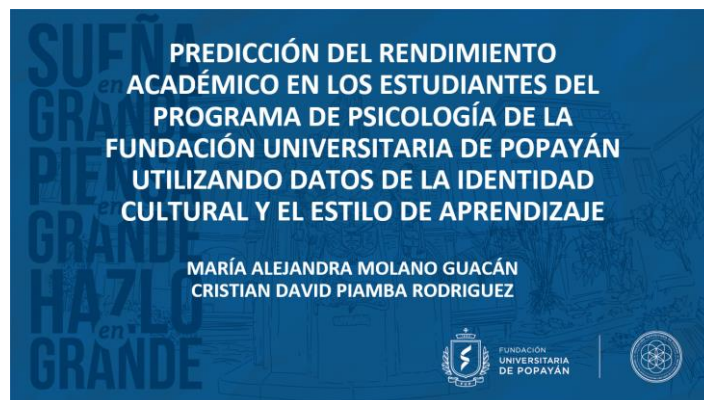 SUEÑA
en
GRANDE
PIENSA
en
GRANDE
HAZLO
en
GRANDE
PREDICCIÓN DEL RENDIMIENTO
ACADÉMICO EN LOS ESTUDIANTES DEL
PROGRAMA DE PSICOLOGÍA DE LA
FUNDACIÓN UNIVERSITARIA DE POPAYÁN
UTILIZANDO DATOS DE LA IDENTIDAD
CULTURAL Y EL ESTILO DE APRENDIZAJE
MARÍA ALEJANDRA MOLANO GUACÁN
CRISTIAN DAVID PIAMBA RODRIGUEZ
FUNDACIÓN
UNIVERSITARIA
DE POPAYÁN